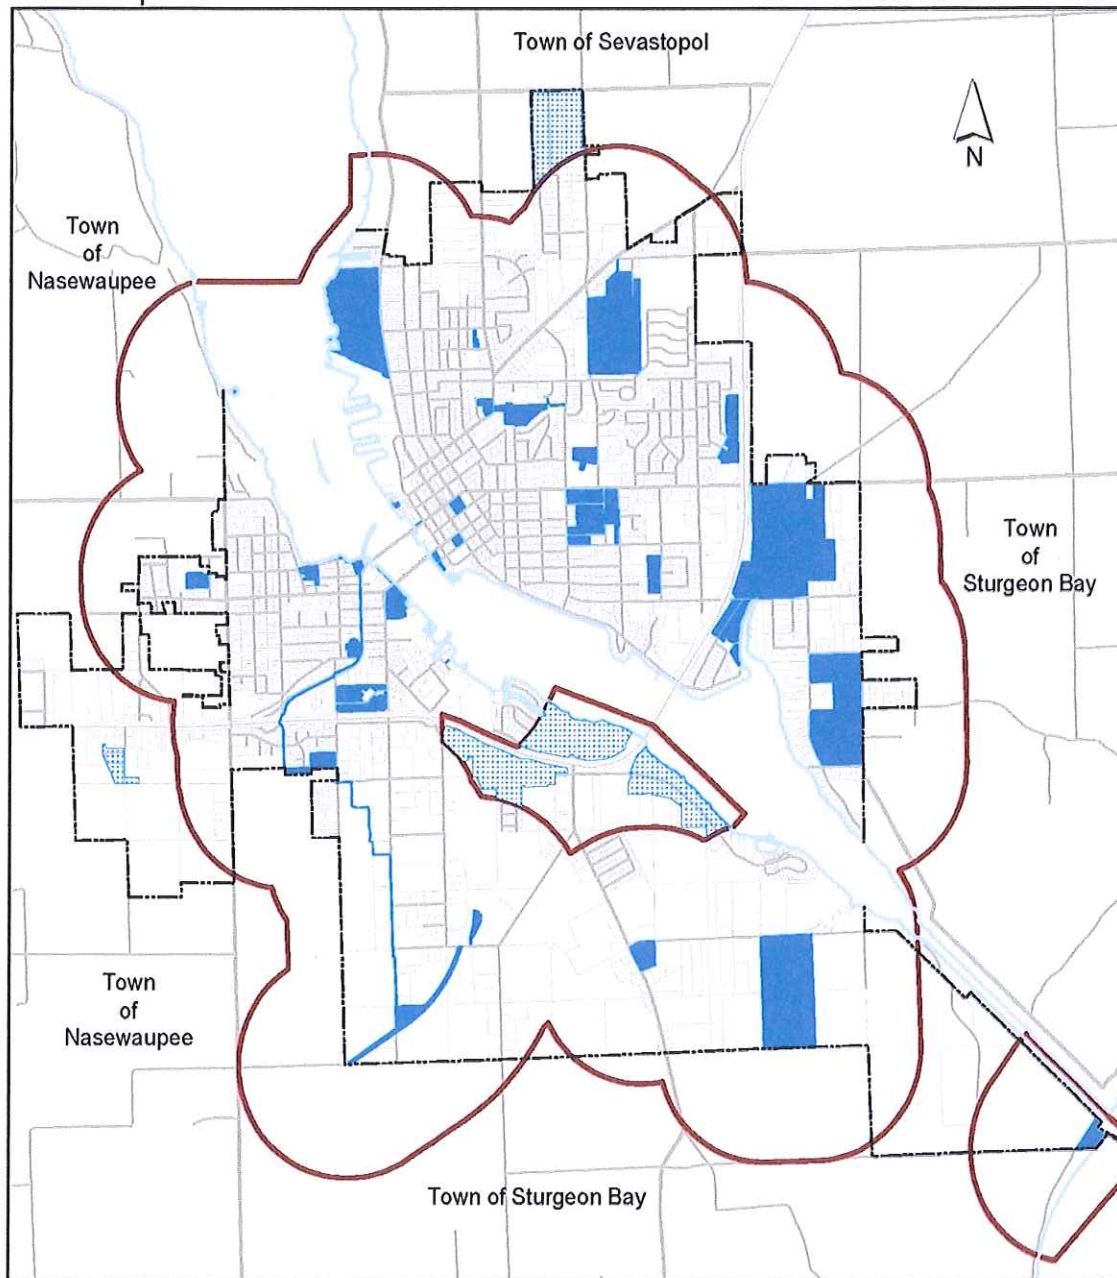 Town of Sevastopol
N
Town
of
Nasewaupee
Town
of
Sturgeon Bay
Town
of
Nasewaupee
Town of Sturgeon Bay